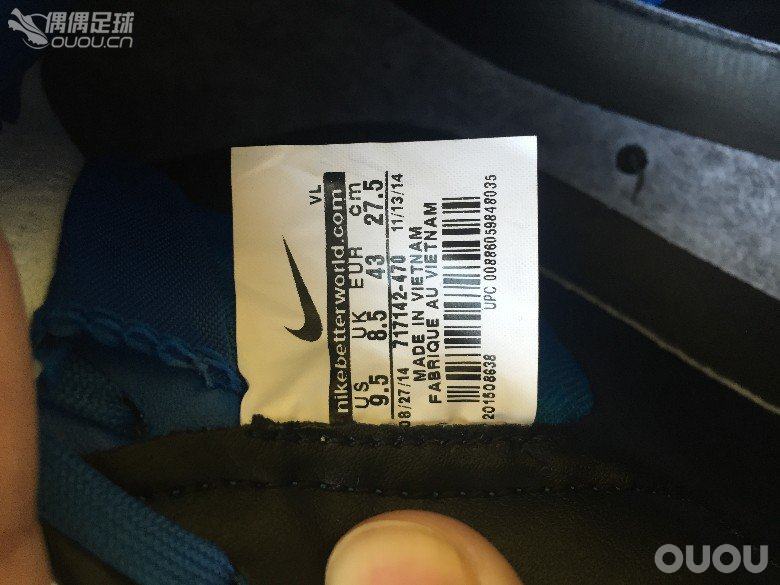 偶偶足球
OUOU.CN
VL
nikebetterworld.com
US UK EUR cm
9.5 8.5 43 27.5
08/27/14 717142-470 11/13/14
MADE IN VIETNAM
FABRIQUE AU VIETNAM
201508638 UPC 00886059848035
OUOU